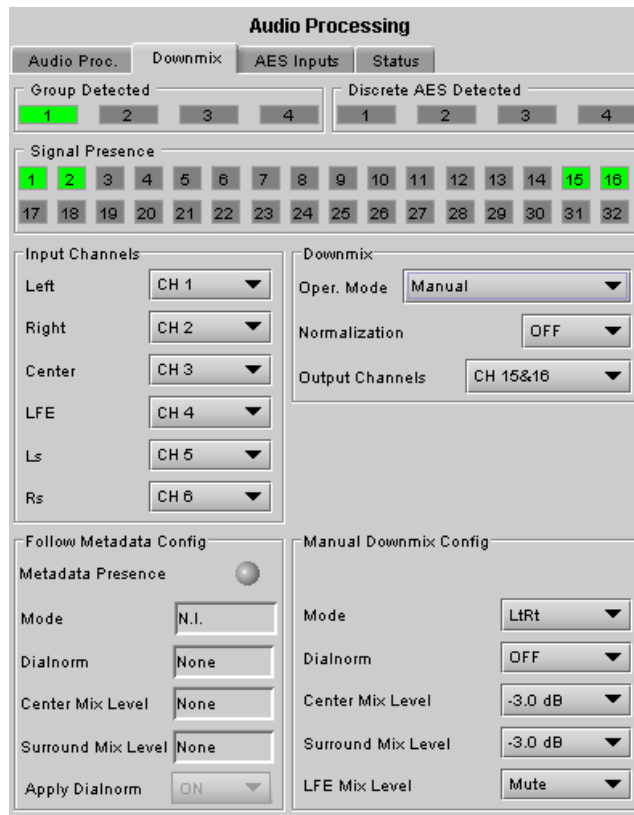 Audio Processing
Audio Proc. Downmix AES Inputs Status
Group Detected Discrete AES Detected
1 2 3 4 1 2 3 4
Signal Presence
1 2 3 4 5 6 7 8 9 10 11 12 13 14 15 16
17 18 19 20 21 22 23 24 25 26 27 28 29 30 31 32
Input Channels
Left CH 1
Right CH 2
Center CH 3
LFE CH 4
Ls CH 5
Rs CH 6
Downmix
Oper. Mode Manual
Normalization OFF
Output Channels CH 15&16
Follow Metadata Config
Metadata Presence
Mode N.I.
Dialnorm None
Center Mix Level None
Surround Mix Level None
Apply Dialnorm ON
Manual Downmix Config
Mode LtRt
Dialnorm OFF
Center Mix Level -3.0 dB
Surround Mix Level -3.0 dB
LFE Mix Level Mute